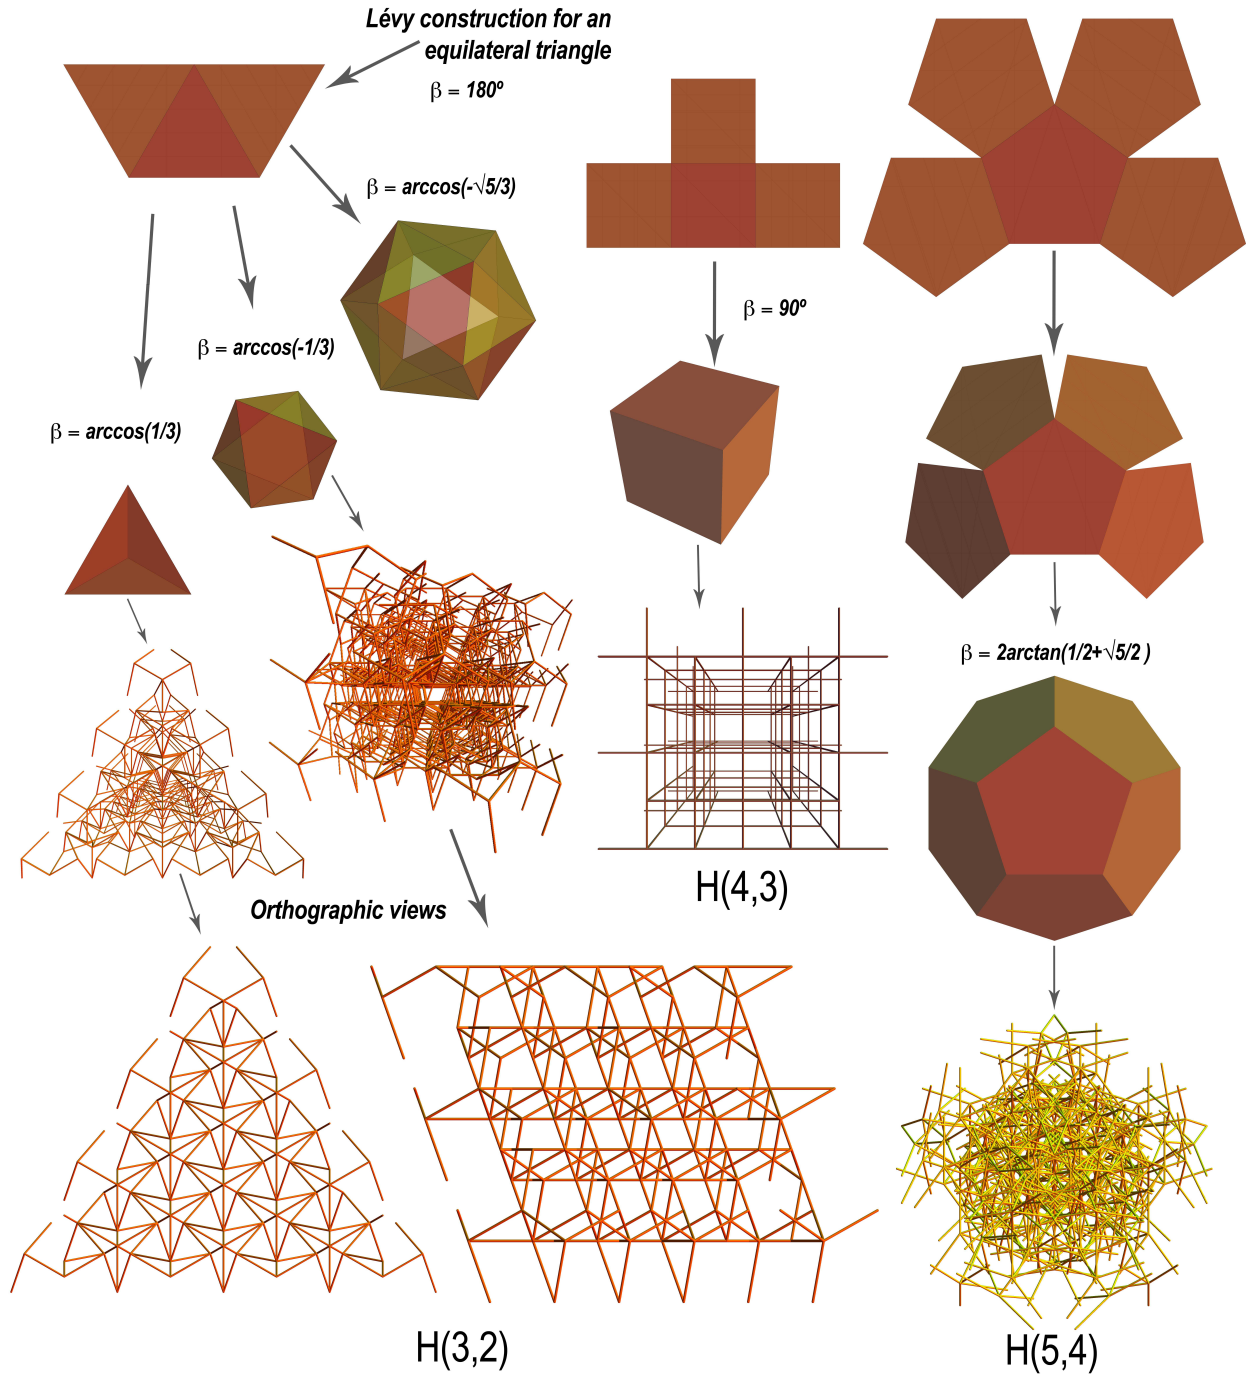 Lévy construction for an
equilateral triangle
β = 180º
β = arccos(-√5/3)
β = 90º
β = arccos(-1/3)
β = arccos(1/3)
β = 2arctan(1/2+√5/2 )
H(4,3)
Orthographic views
H(3,2)
H(5,4)